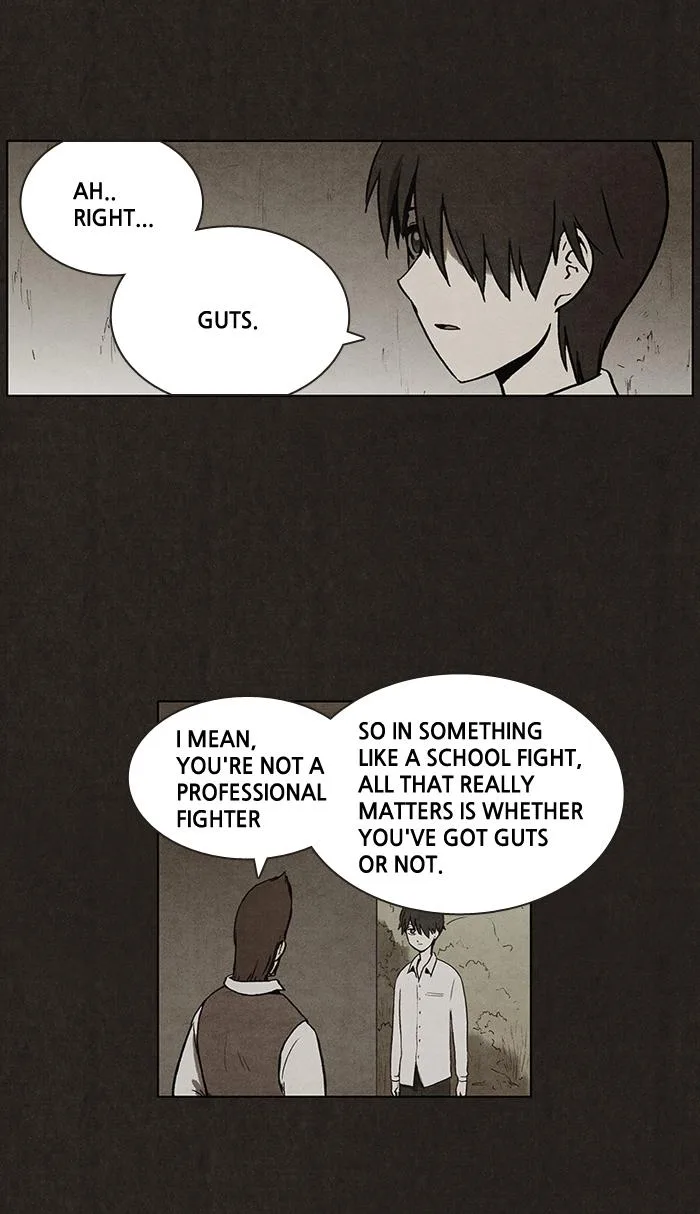 AH..
RIGHT...
GUTS.
I MEAN,
YOU'RE NOT A
PROFESSIONAL
FIGHTER
SO IN SOMETHING
LIKE A SCHOOL FIGHT,
ALL THAT REALLY
MATTERS IS WHETHER
YOU'VE GOT GUTS
OR NOT.